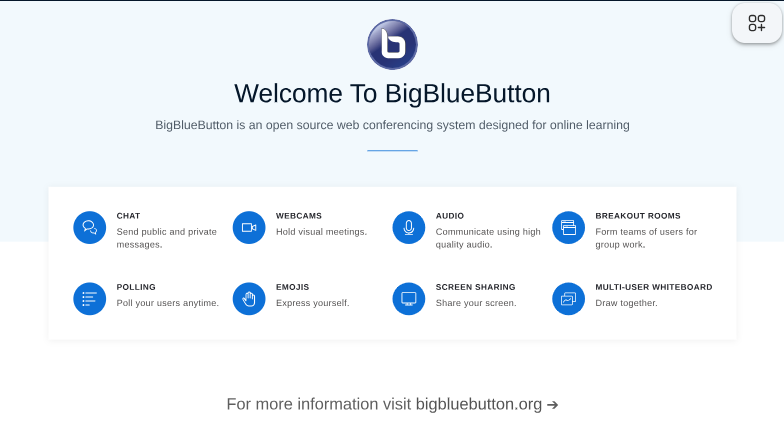 Welcome To BigBlueButton
BigBlueButton is an open source web conferencing system designed for online learning
CHAT
Send public and private
messages.
WEBCAMS
Hold visual meetings.
AUDIO
Communicate using high
quality audio.
BREAKOUT ROOMS
Form teams of users for
group work.
POLLING
Poll your users anytime.
EMOJIS
Express yourself.
SCREEN SHARING
Share your screen.
MULTI-USER WHITEBOARD
Draw together.
For more information visit bigbluebutton.org ➔